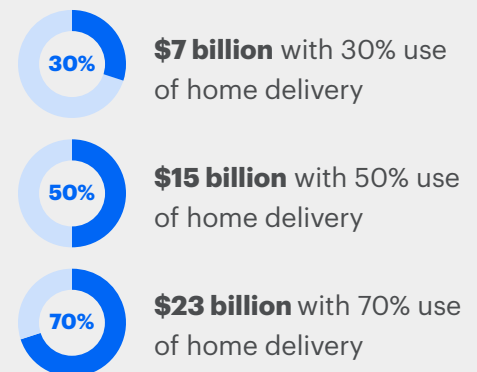 30%
$7 billion with 30% use
of home delivery
50%
$15 billion with 50% use
of home delivery
70%
$23 billion with 70% use
of home delivery